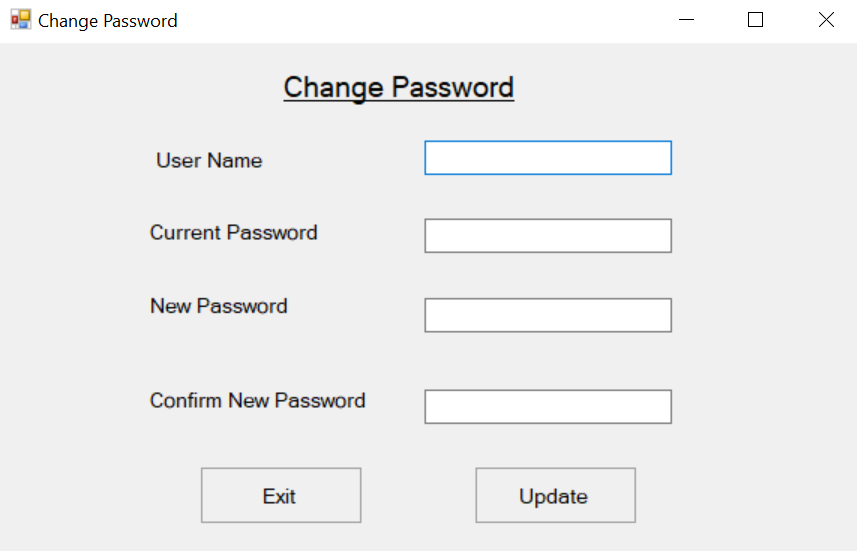 Change Password
Change Password
User Name
Current Password
New Password
Confirm New Password
Exit Update